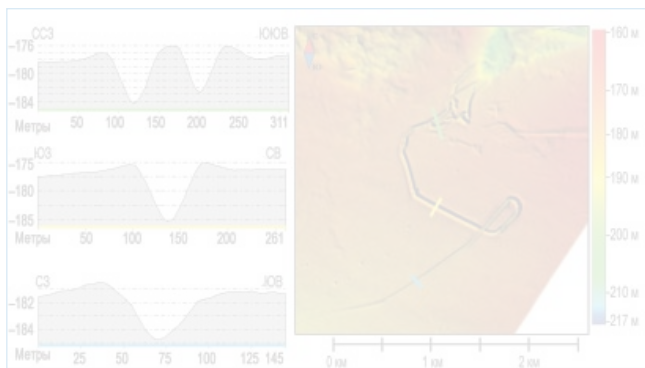 ССЗ ЮЮВ
–176
–180
–184
Метры 50 100 150 200 250 311
ЮЗ СВ
–175
–180
–185
Метры 50 100 150 200 261
СЗ ЮВ
–182
–184
Метры 25 50 75 100 125 145
–160 м
–170 м
–180 м
–190 м
–200 м
–210 м
–217 м
0 км 1 км 2 км